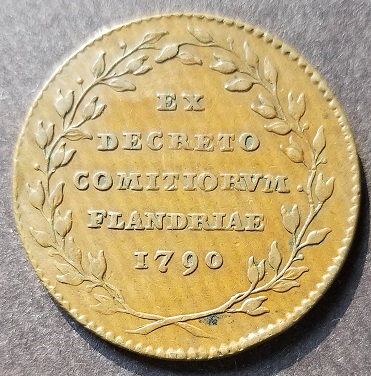 EX
DECRETO
COMITIORVM
FLANDRIAE
1790